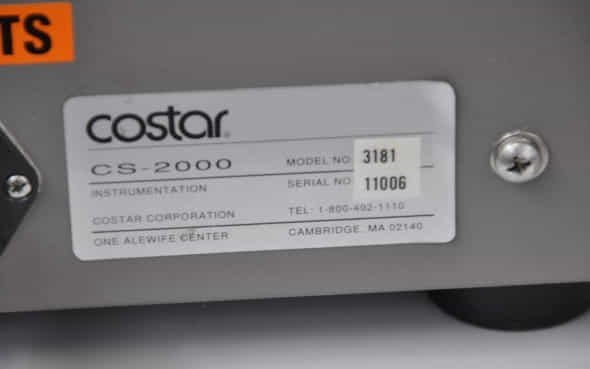 TS
costar®
CS-2000 MODEL NO 3181
INSTRUMENTATION SERIAL NO 11006
COSTAR CORPORATION TEL: 1-800-492-1110
ONE ALEWIFE CENTER CAMBRIDGE, MA 02140